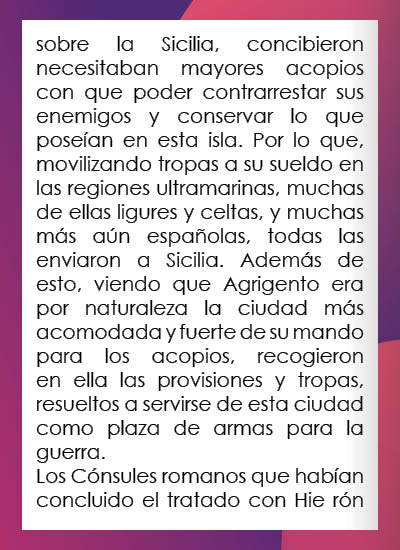 sobre la Sicilia, concibieron
necesitaban mayores acopios
con que poder contrarrestar sus
enemigos y conservar lo que
poseían en esta isla. Por lo que,
movilizando tropas a su sueldo en
las regiones ultramarinas, muchas
de ellas ligures y celtas, y muchas
más aún españolas, todas las
enviaron a Sicilia. Además de
esto, viendo que Agrigento era
por naturaleza la ciudad más
acomodada y fuerte de su mando
para los acopios, recogieron
en ella las provisiones y tropas,
resueltos a servirse de esta ciudad
como plaza de armas para la
guerra.
Los Cónsules romanos que habían
concluido el tratado con Hie rón